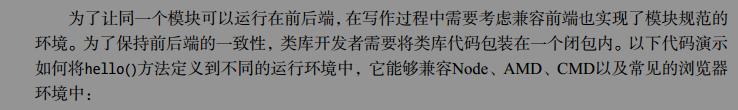 为了让同一个模块可以运行在前后端，在写作过程中需要考虑兼容前端也实现了模块规范的
环境。为了保持前后端的一致性，类库开发者需要将类库代码包装在一个闭包内。以下代码演示
如何将hello()方法定义到不同的运行环境中，它能够兼容Node、AMD、CMD以及常见的浏览器
环境中：